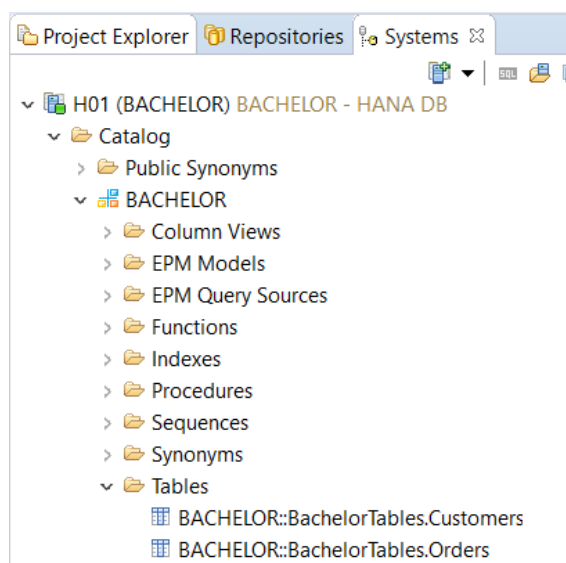 Project Explorer Repositories Systems
SQL
H01 (BACHELOR) BACHELOR - HANA DB
Catalog
Public Synonyms
BACHELOR
Column Views
EPM Models
EPM Query Sources
Functions
Indexes
Procedures
Sequences
Synonyms
Tables
BACHELOR::BachelorTables.Customers
BACHELOR::BachelorTables.Orders